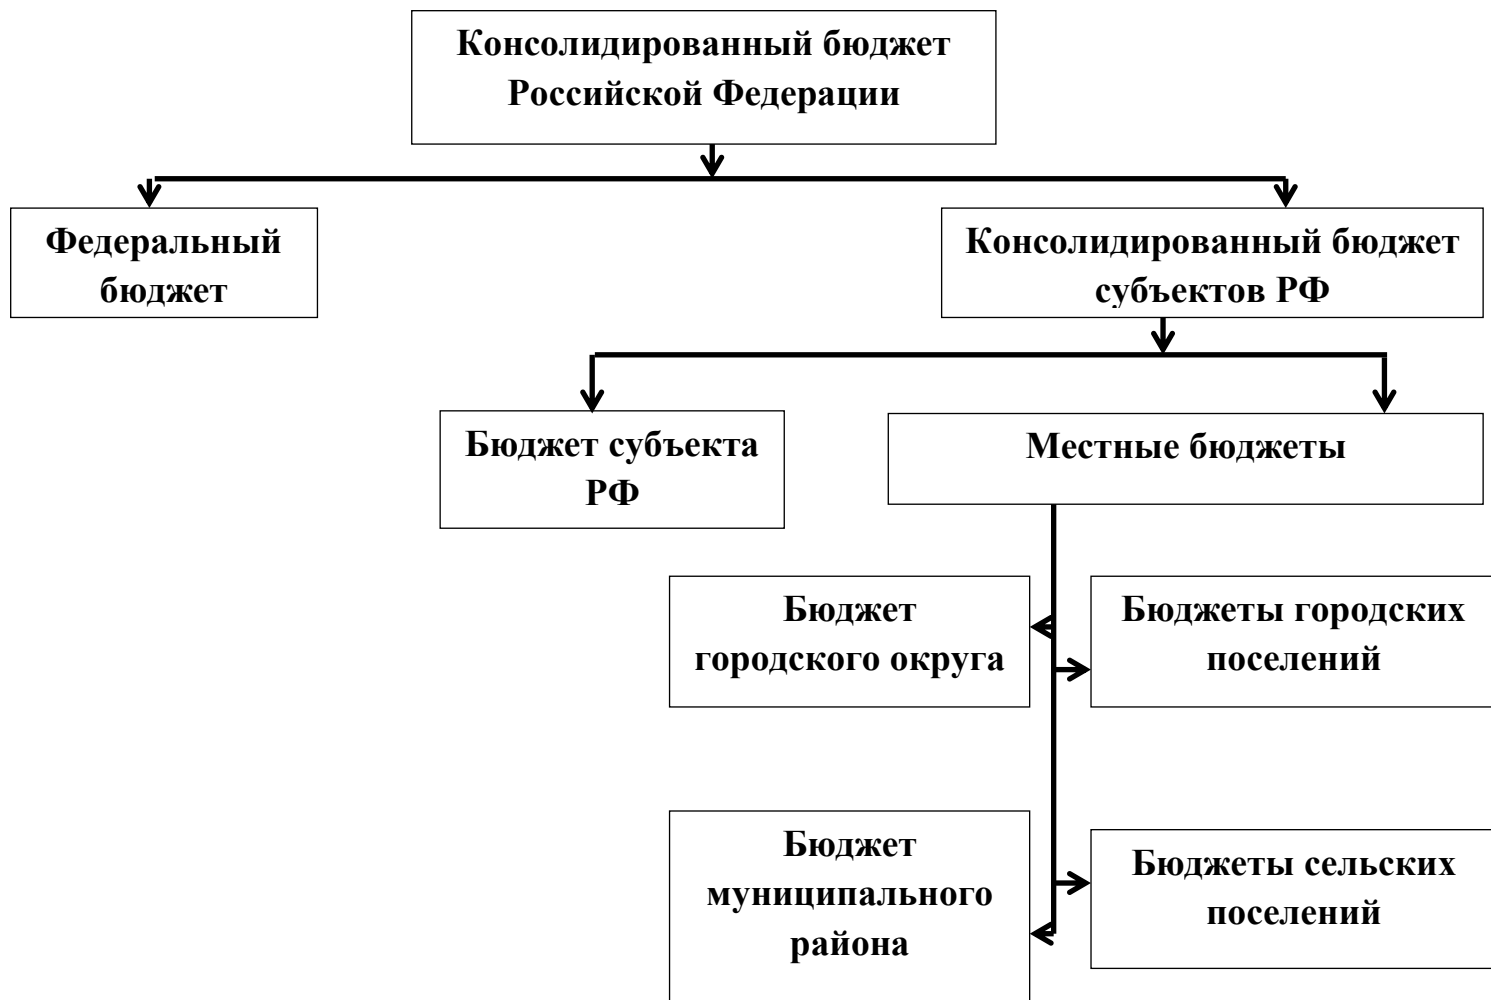 Консолидированный бюджет
Российской Федерации
Федеральный
бюджет
Консолидированный бюджет
субъектов РФ
Бюджет субъекта
РФ
Местные бюджеты
Бюджет
городского округа
Бюджеты городских
поселений
Бюджет
муниципального
района
Бюджеты сельских
поселений